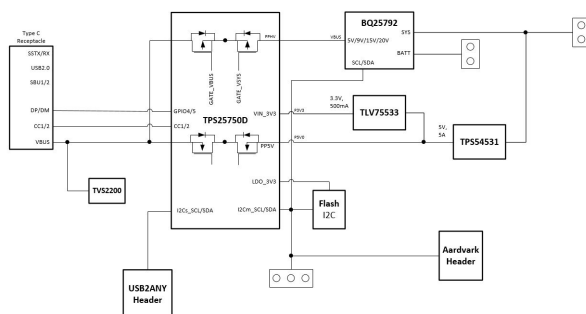 Type C
Receptacle
SSTX/RX
USB2.0
SBU1/2
DP/DM
CC1/2
VBUS
TVS2200
USB2ANY
Header
GATE_VBUS
GATE_VSYS
TPS25750D
GPIO4/5
CC1/2
I2Cs_SCL/SDA
PPHV
VIN_3V3
PP5V
LDO_3V3
I2Cm_SCL/SDA
P3V3
P5V0
VBUS
BQ25792
5V/9V/15V/20V
SCL/SDA
SYS
BATT
3.3V,
500mA
TLV75533
5V,
5A
TPS54531
Flash
I2C
Aardvark
Header